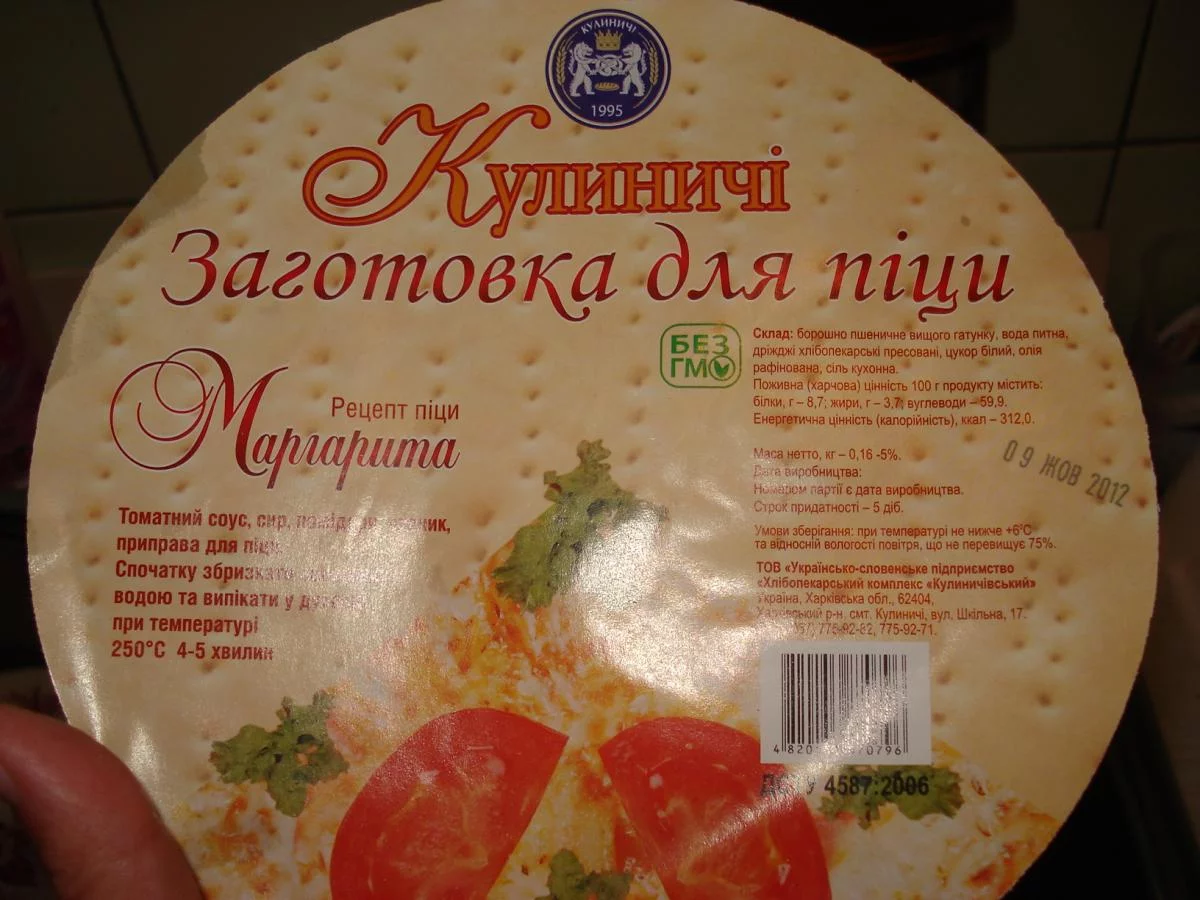 КУЛИНИЧІ
1995
Кулиничі
Заготовка для піци
БЕЗ
ГМО
Склад: борошно пшеничне вищого гатунку, вода питна,
дріжджі хлібопекарські пресовані, цукор білий, олія
рафінована, сіль кухонна.
Поживна (харчова) цінність 100 г продукту містить:
білки, г – 8,7; жири, г – 3,7; вуглеводи – 59,9.
Енергетична цінність (калорійність), ккал – 312,0.
Маса нетто, кг – 0,16 -5%.
Дата виробництва:
09 ЖОВ 2012
Номером партії є дата виробництва.
Строк придатності – 5 діб.
Умови зберігання: при температурі не нижче +6°С
та відносній вологості повітря, що не перевищує 75%.
ТОВ «Українсько-словенське підприємство
«Хлібопекарський комплекс «Кулиничівський»
Україна, Харківська обл., 62404,
Харківський р-н. смт. Кулиничі, вул. Шкільна, 17.
775-92-82, 775-92-71.
Рецепт піци
Маргарита
Томатний соус, сир,
приправа для
Спочатку збризкати
водою та випікати у
при температурі
250°С 4-5 хвилин
ДСТУ 4587:2006